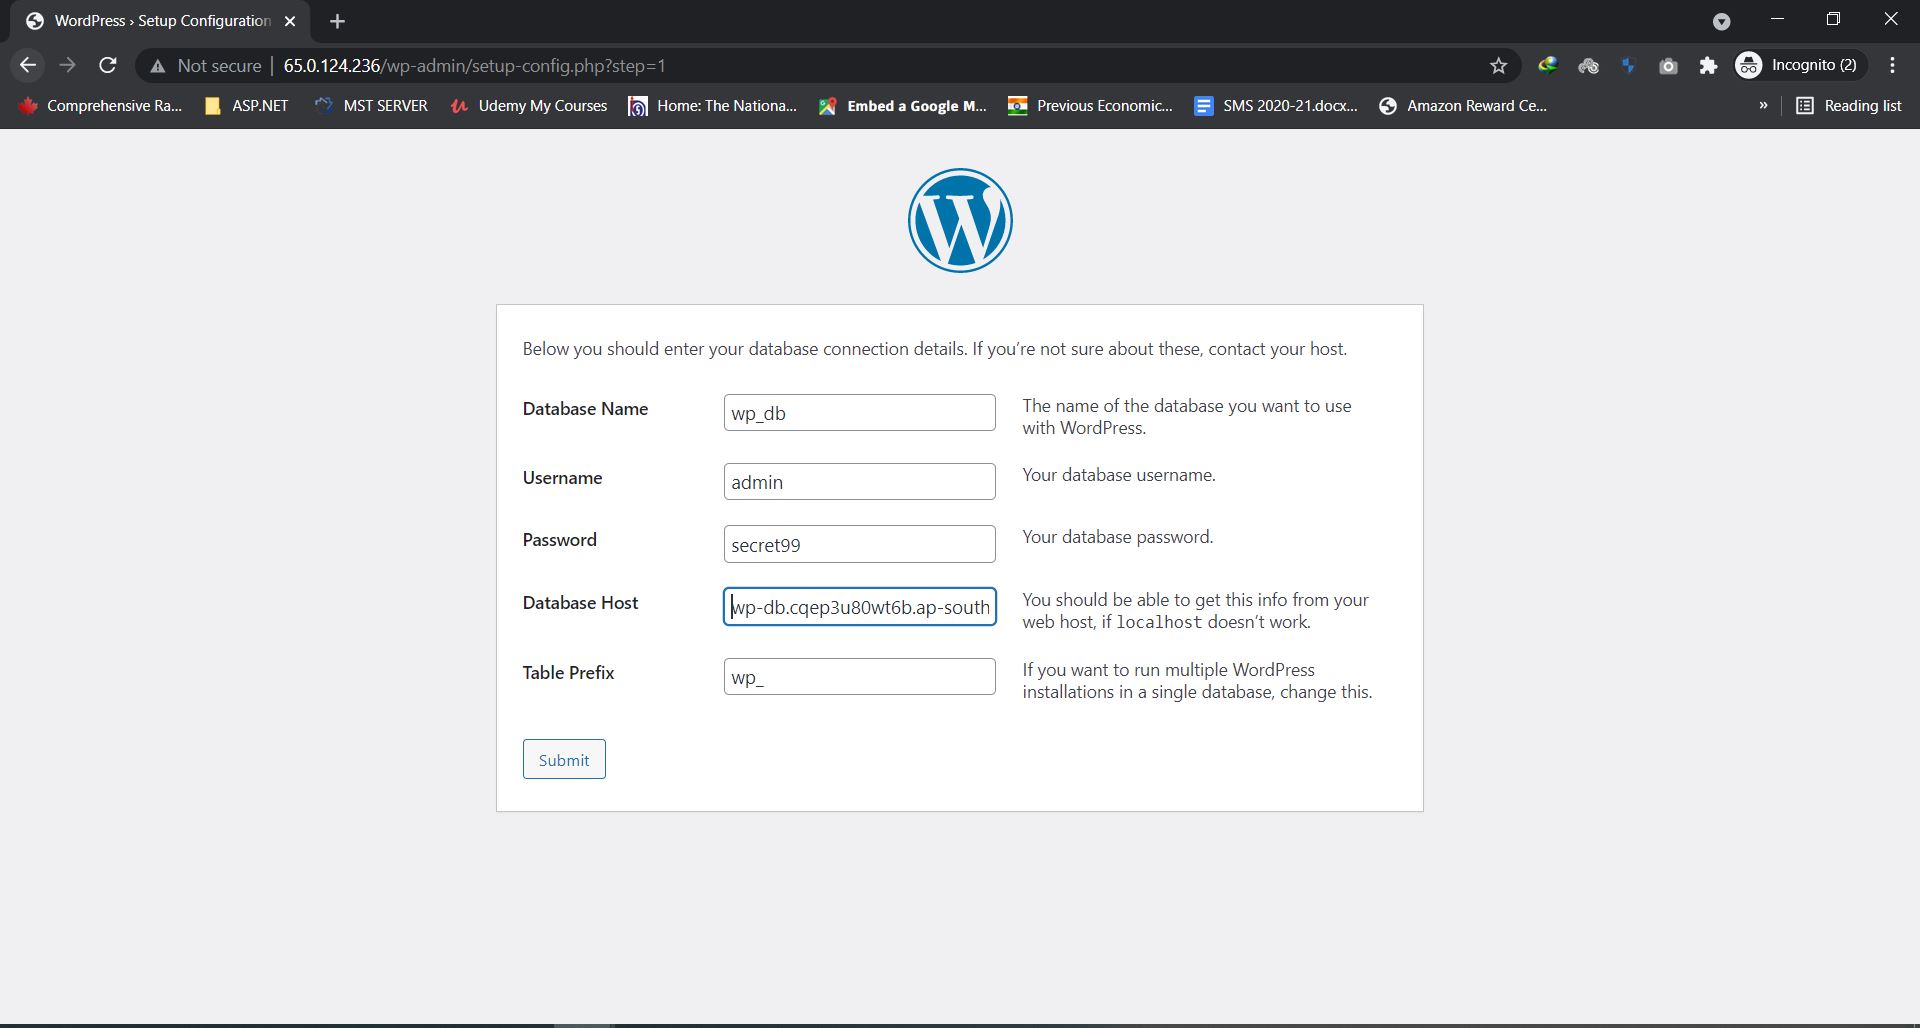 WordPress › Setup Configuration
Not secure | 65.0.124.236/wp-admin/setup-config.php?step=1
Incognito (2)
Comprehensive Ra...
ASP.NET
MST SERVER
Udemy My Courses
Home: The Nationa...
Embed a Google M...
Previous Economic...
SMS 2020-21.docx...
Amazon Reward Ce...
»
Reading list
Below you should enter your database connection details. If you’re not sure about these, contact your host.
Database Name
wp_db
The name of the database you want to use
with WordPress.
Username
admin
Your database username.
Password
secret99
Your database password.
Database Host
wp-db.cqep3u80wt6b.ap-south
You should be able to get this info from your
web host, if localhost doesn’t work.
Table Prefix
wp_
If you want to run multiple WordPress
installations in a single database, change this.
Submit